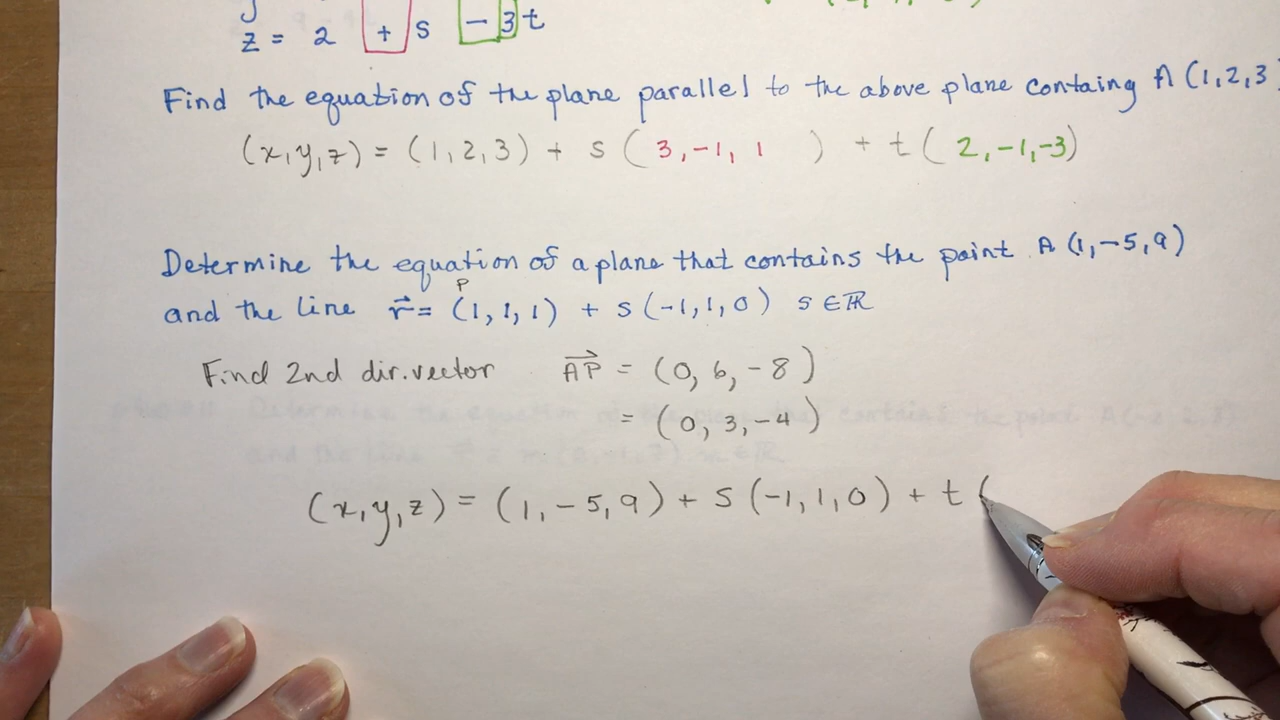 z = 2 + s - 3t
Find the equation of the plane parallel to the above plane containg A (1, 2, 3
(x, y, z) = (1, 2, 3) + s (3, -1, 1) + t (2, -1, -3)
Determine the equation of a plane that contains the point A (1, -5, 9)
P
and the line r⃗ = (1, 1, 1) + s (-1, 1, 0) s ∈ ℝ
Find 2nd dir. vector AP⃗ = (0, 6, -8)
= (0, 3, -4)
(x, y, z) = (1, -5, 9) + s (-1, 1, 0) + t (